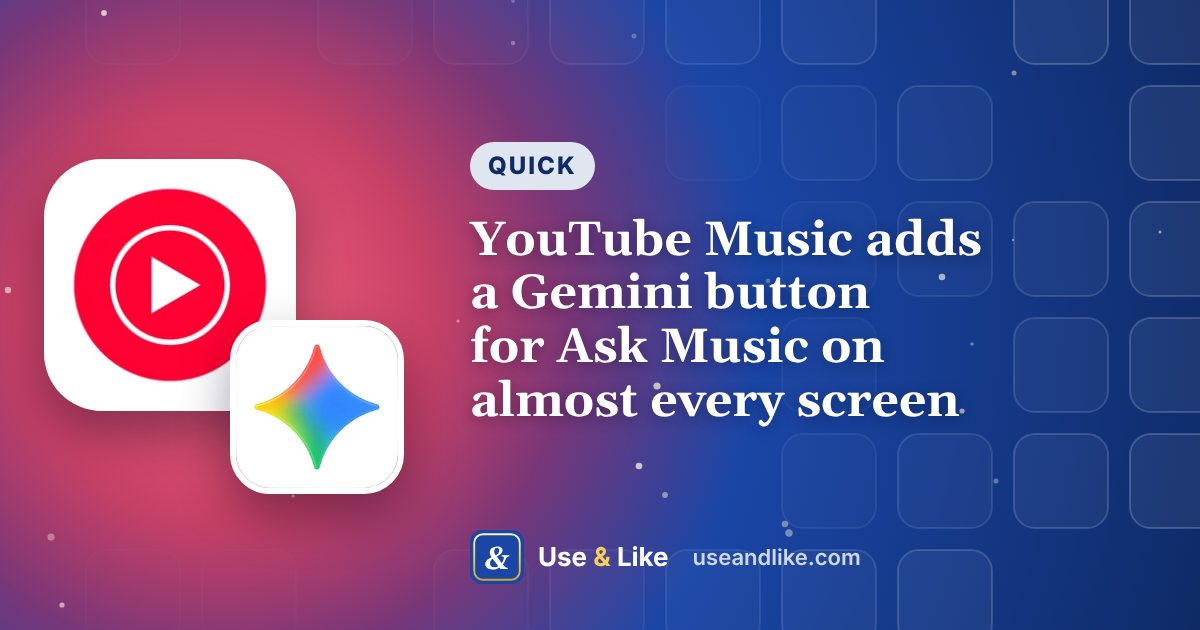 QUICK
YouTube Music adds
a Gemini button
for Ask Music on
almost every screen
& Use & Like useandlike.com